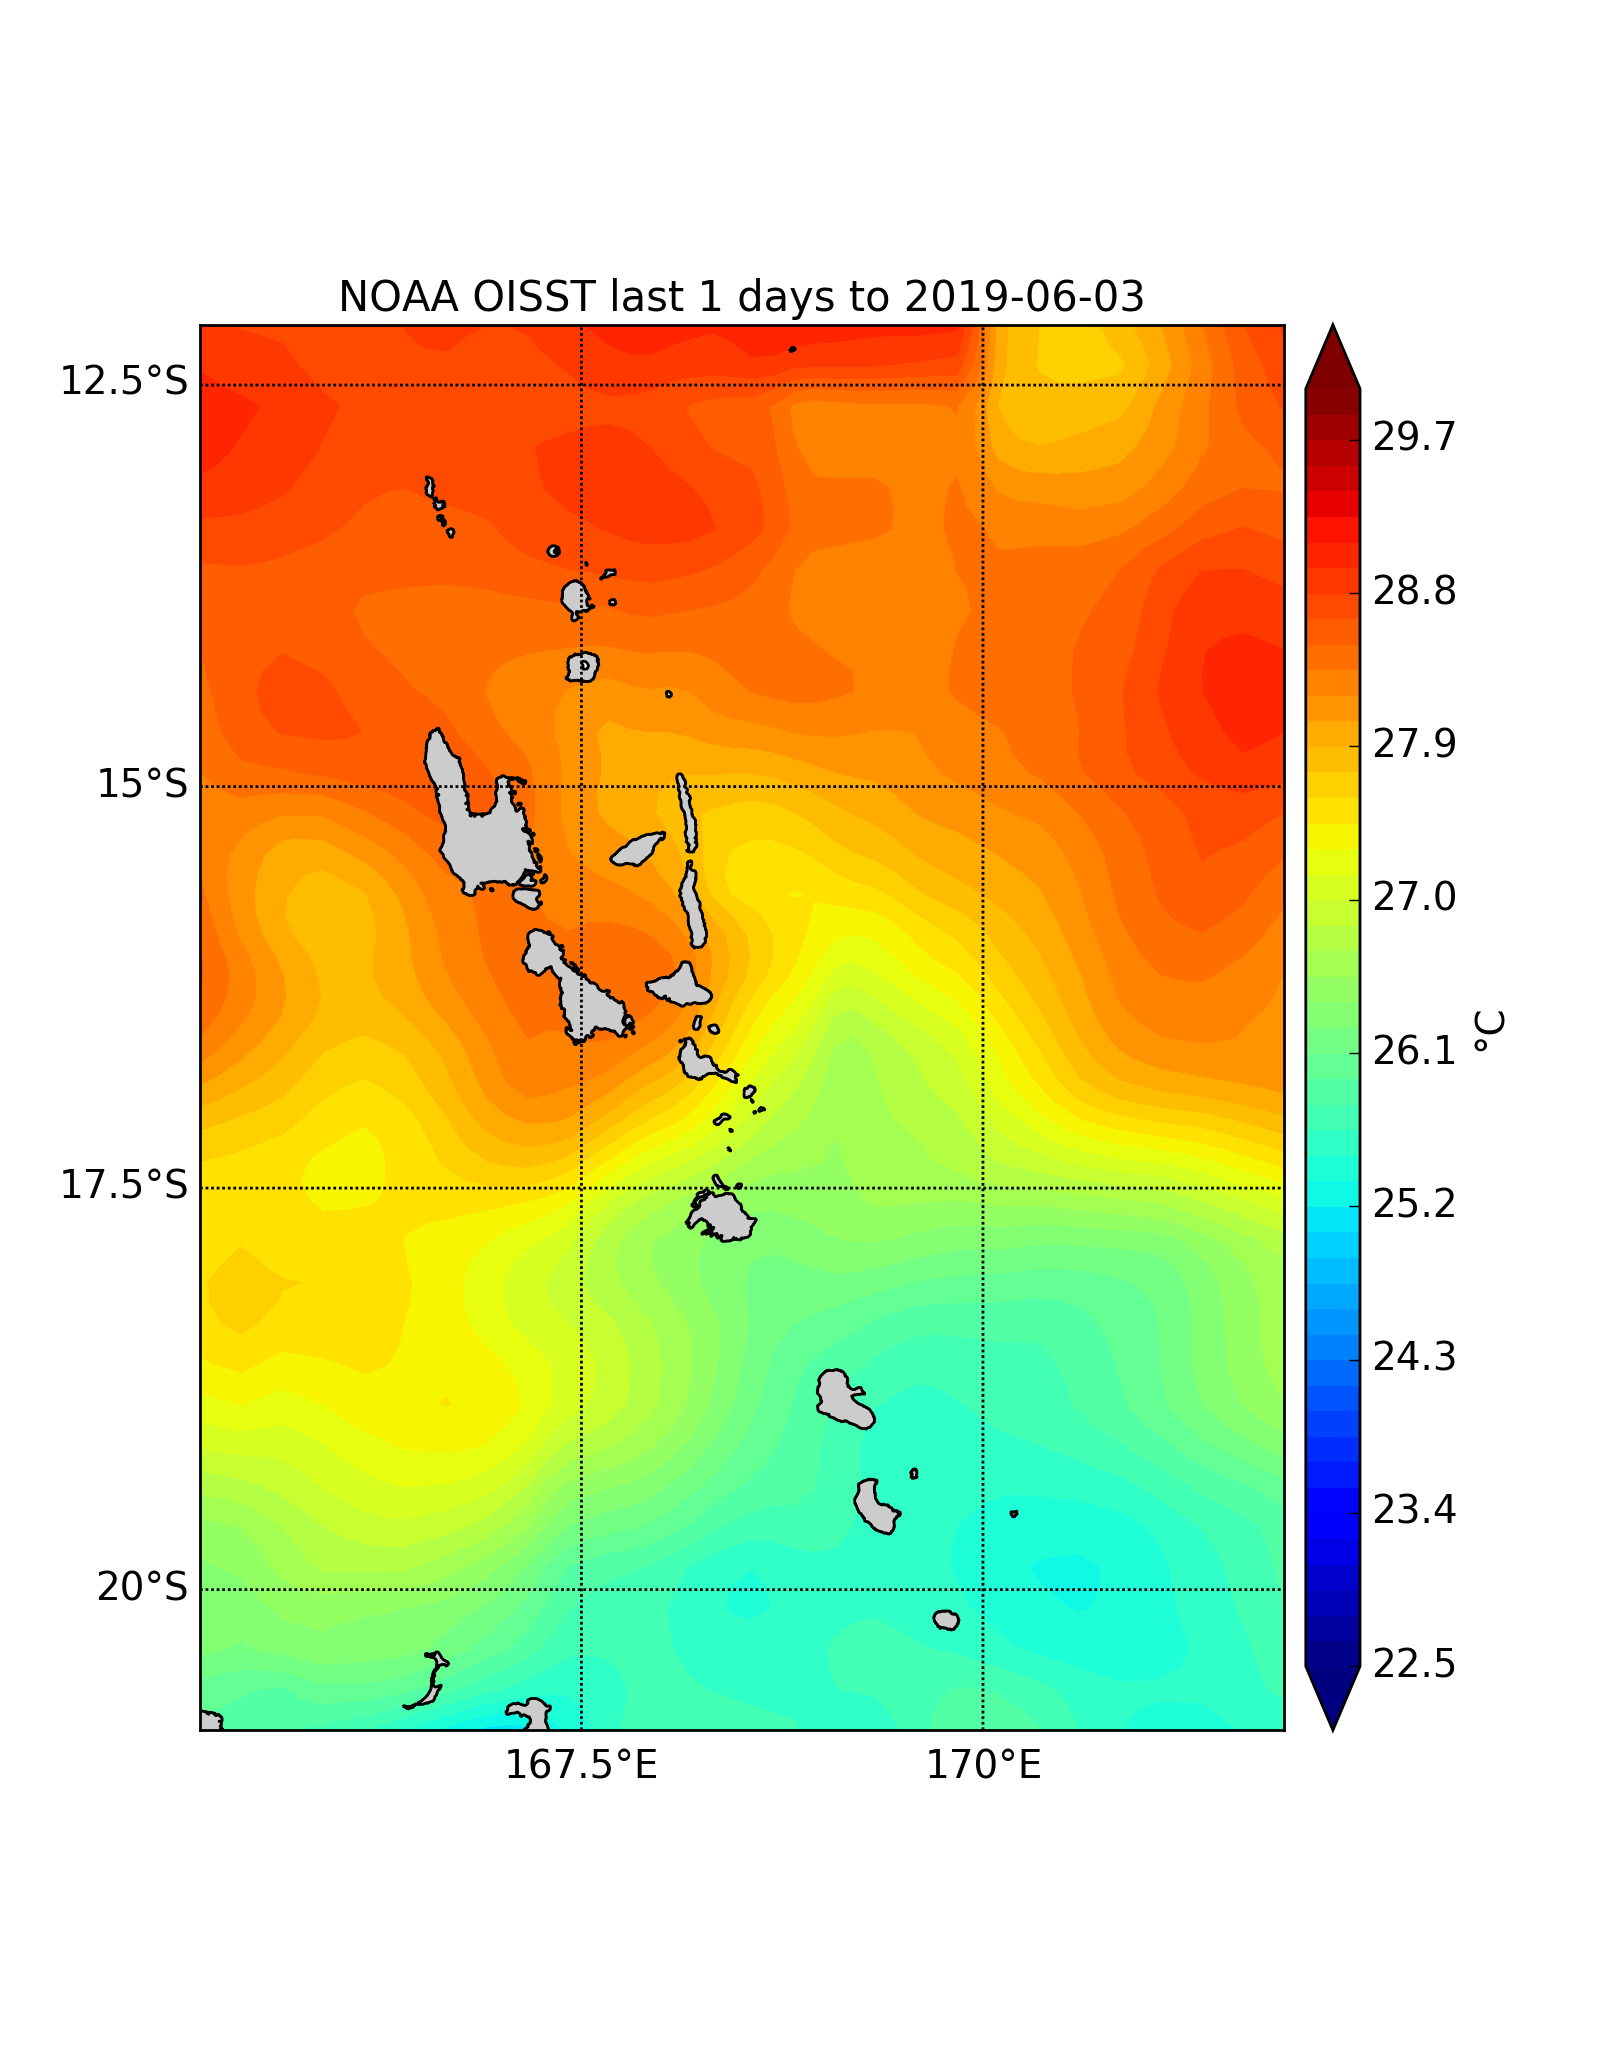 NOAA OISST last 1 days to 2019-06-03
12.5°S
15°S
17.5°S
20°S
167.5°E
170°E
29.7
28.8
27.9
27.0
26.1
25.2
24.3
23.4
22.5
°C